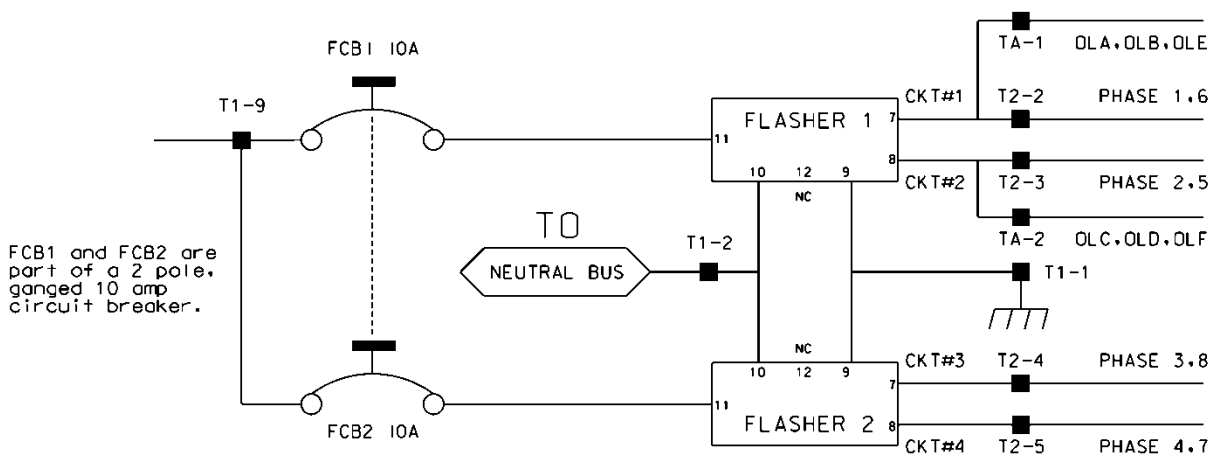 TA-1 OLA.OLB.OLE
FCB1 10A
T1-9
CKT#1 T2-2 PHASE 1.6
FLASHER 1
7
11
8
10 12 9
NC
CKT#2 T2-3 PHASE 2.5
TA-2 OLC.OLD.OLF
TO
NEUTRAL BUS
T1-2
T1-1
FCB1 and FCB2 are
part of a 2 pole,
ganged 10 amp
circuit breaker.
NC
10 12 9
CKT#3 T2-4 PHASE 3.8
7
11
FLASHER 2
8
FCB2 10A
CKT#4 T2-5 PHASE 4.7